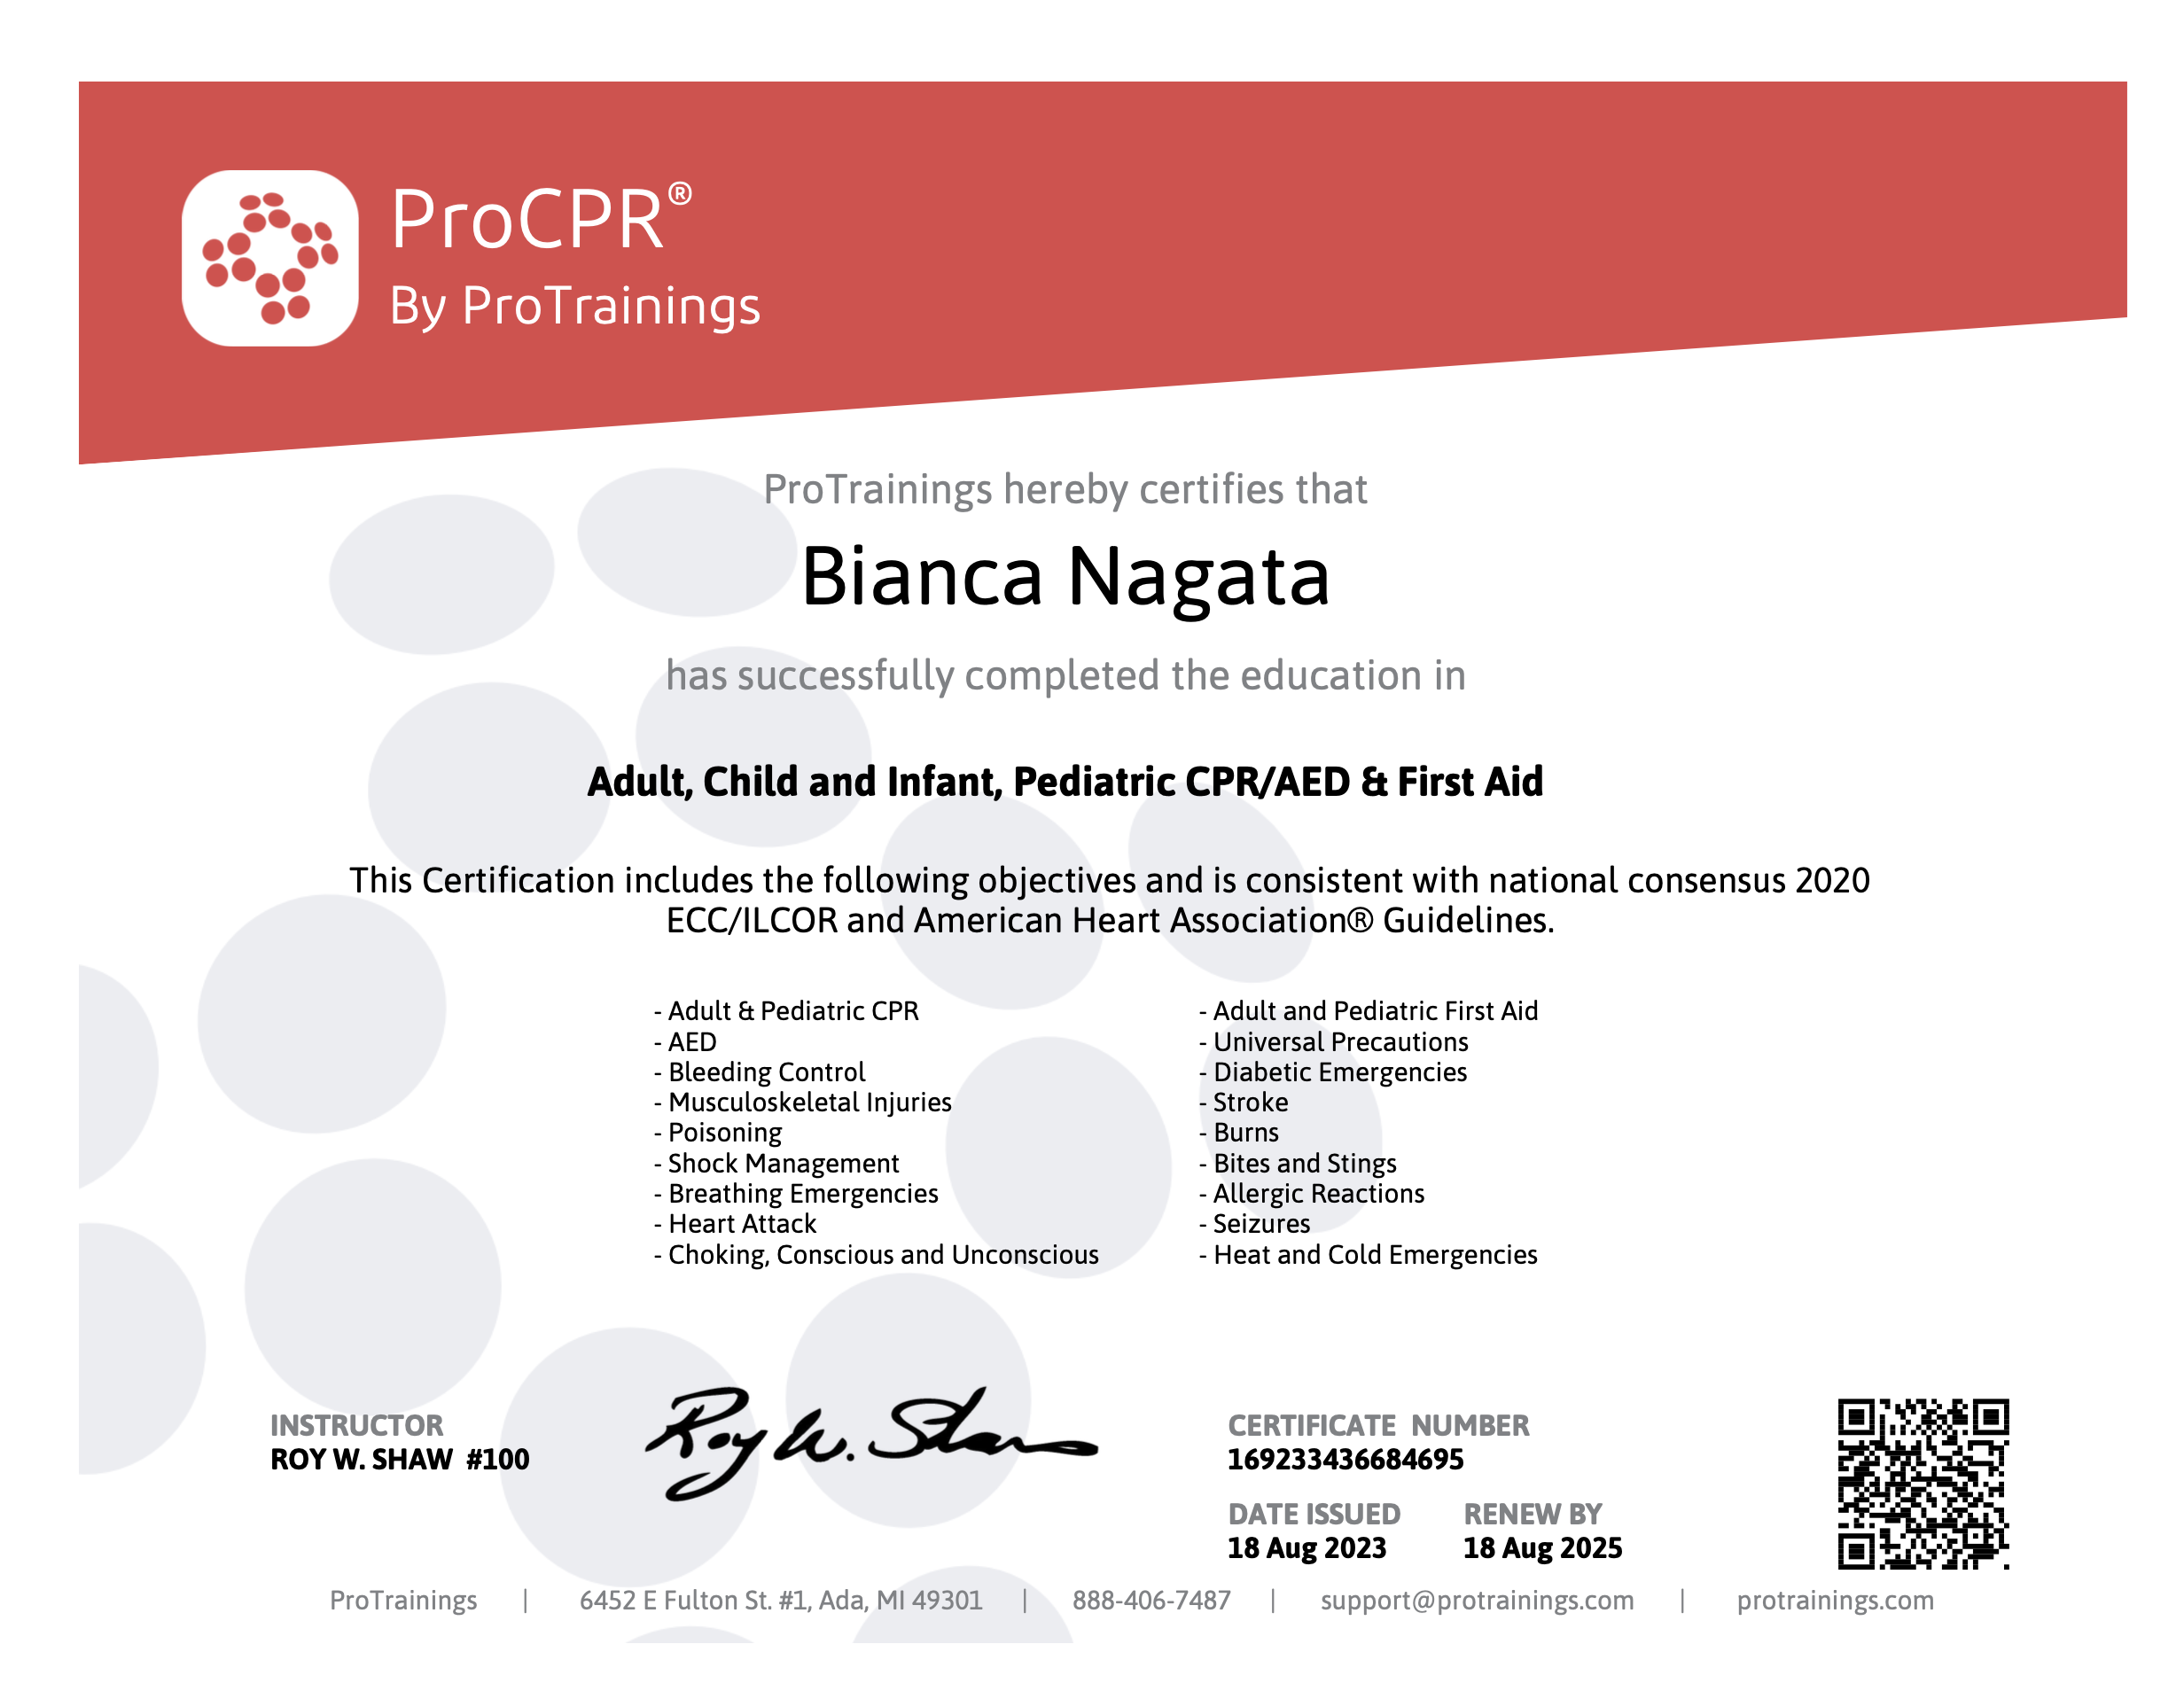 ProCPR®
By ProTrainings
ProTrainings hereby certifies that
Bianca Nagata
has successfully completed the education in
Adult, Child and Infant, Pediatric CPR/AED & First Aid
This Certification includes the following objectives and is consistent with national consensus 2020
ECC/ILCOR and American Heart Association® Guidelines.
- Adult & Pediatric CPR
- AED
- Bleeding Control
- Musculoskeletal Injuries
- Poisoning
- Shock Management
- Breathing Emergencies
- Heart Attack
- Choking, Conscious and Unconscious
- Adult and Pediatric First Aid
- Universal Precautions
- Diabetic Emergencies
- Stroke
- Burns
- Bites and Stings
- Allergic Reactions
- Seizures
- Heat and Cold Emergencies
INSTRUCTOR
ROY W. SHAW #100
Roy W. Shaw
CERTIFICATE NUMBER
169233436684695
DATE ISSUED RENEW BY
18 Aug 2023 18 Aug 2025
ProTrainings | 6452 E Fulton St. #1, Ada, MI 49301 | 888-406-7487 | support@protrainings.com | protrainings.com